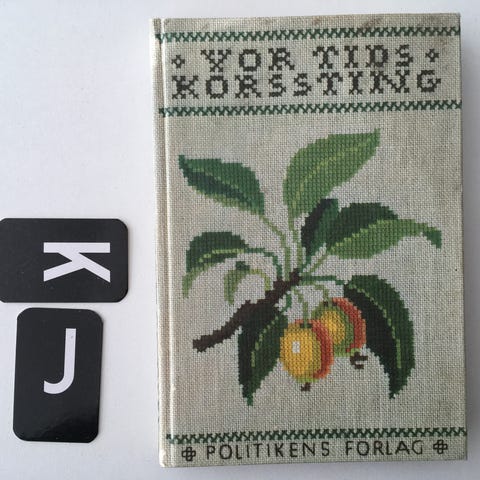 VOR TIDS
KORSSTING
POLITIKENS FORLAG
K
J